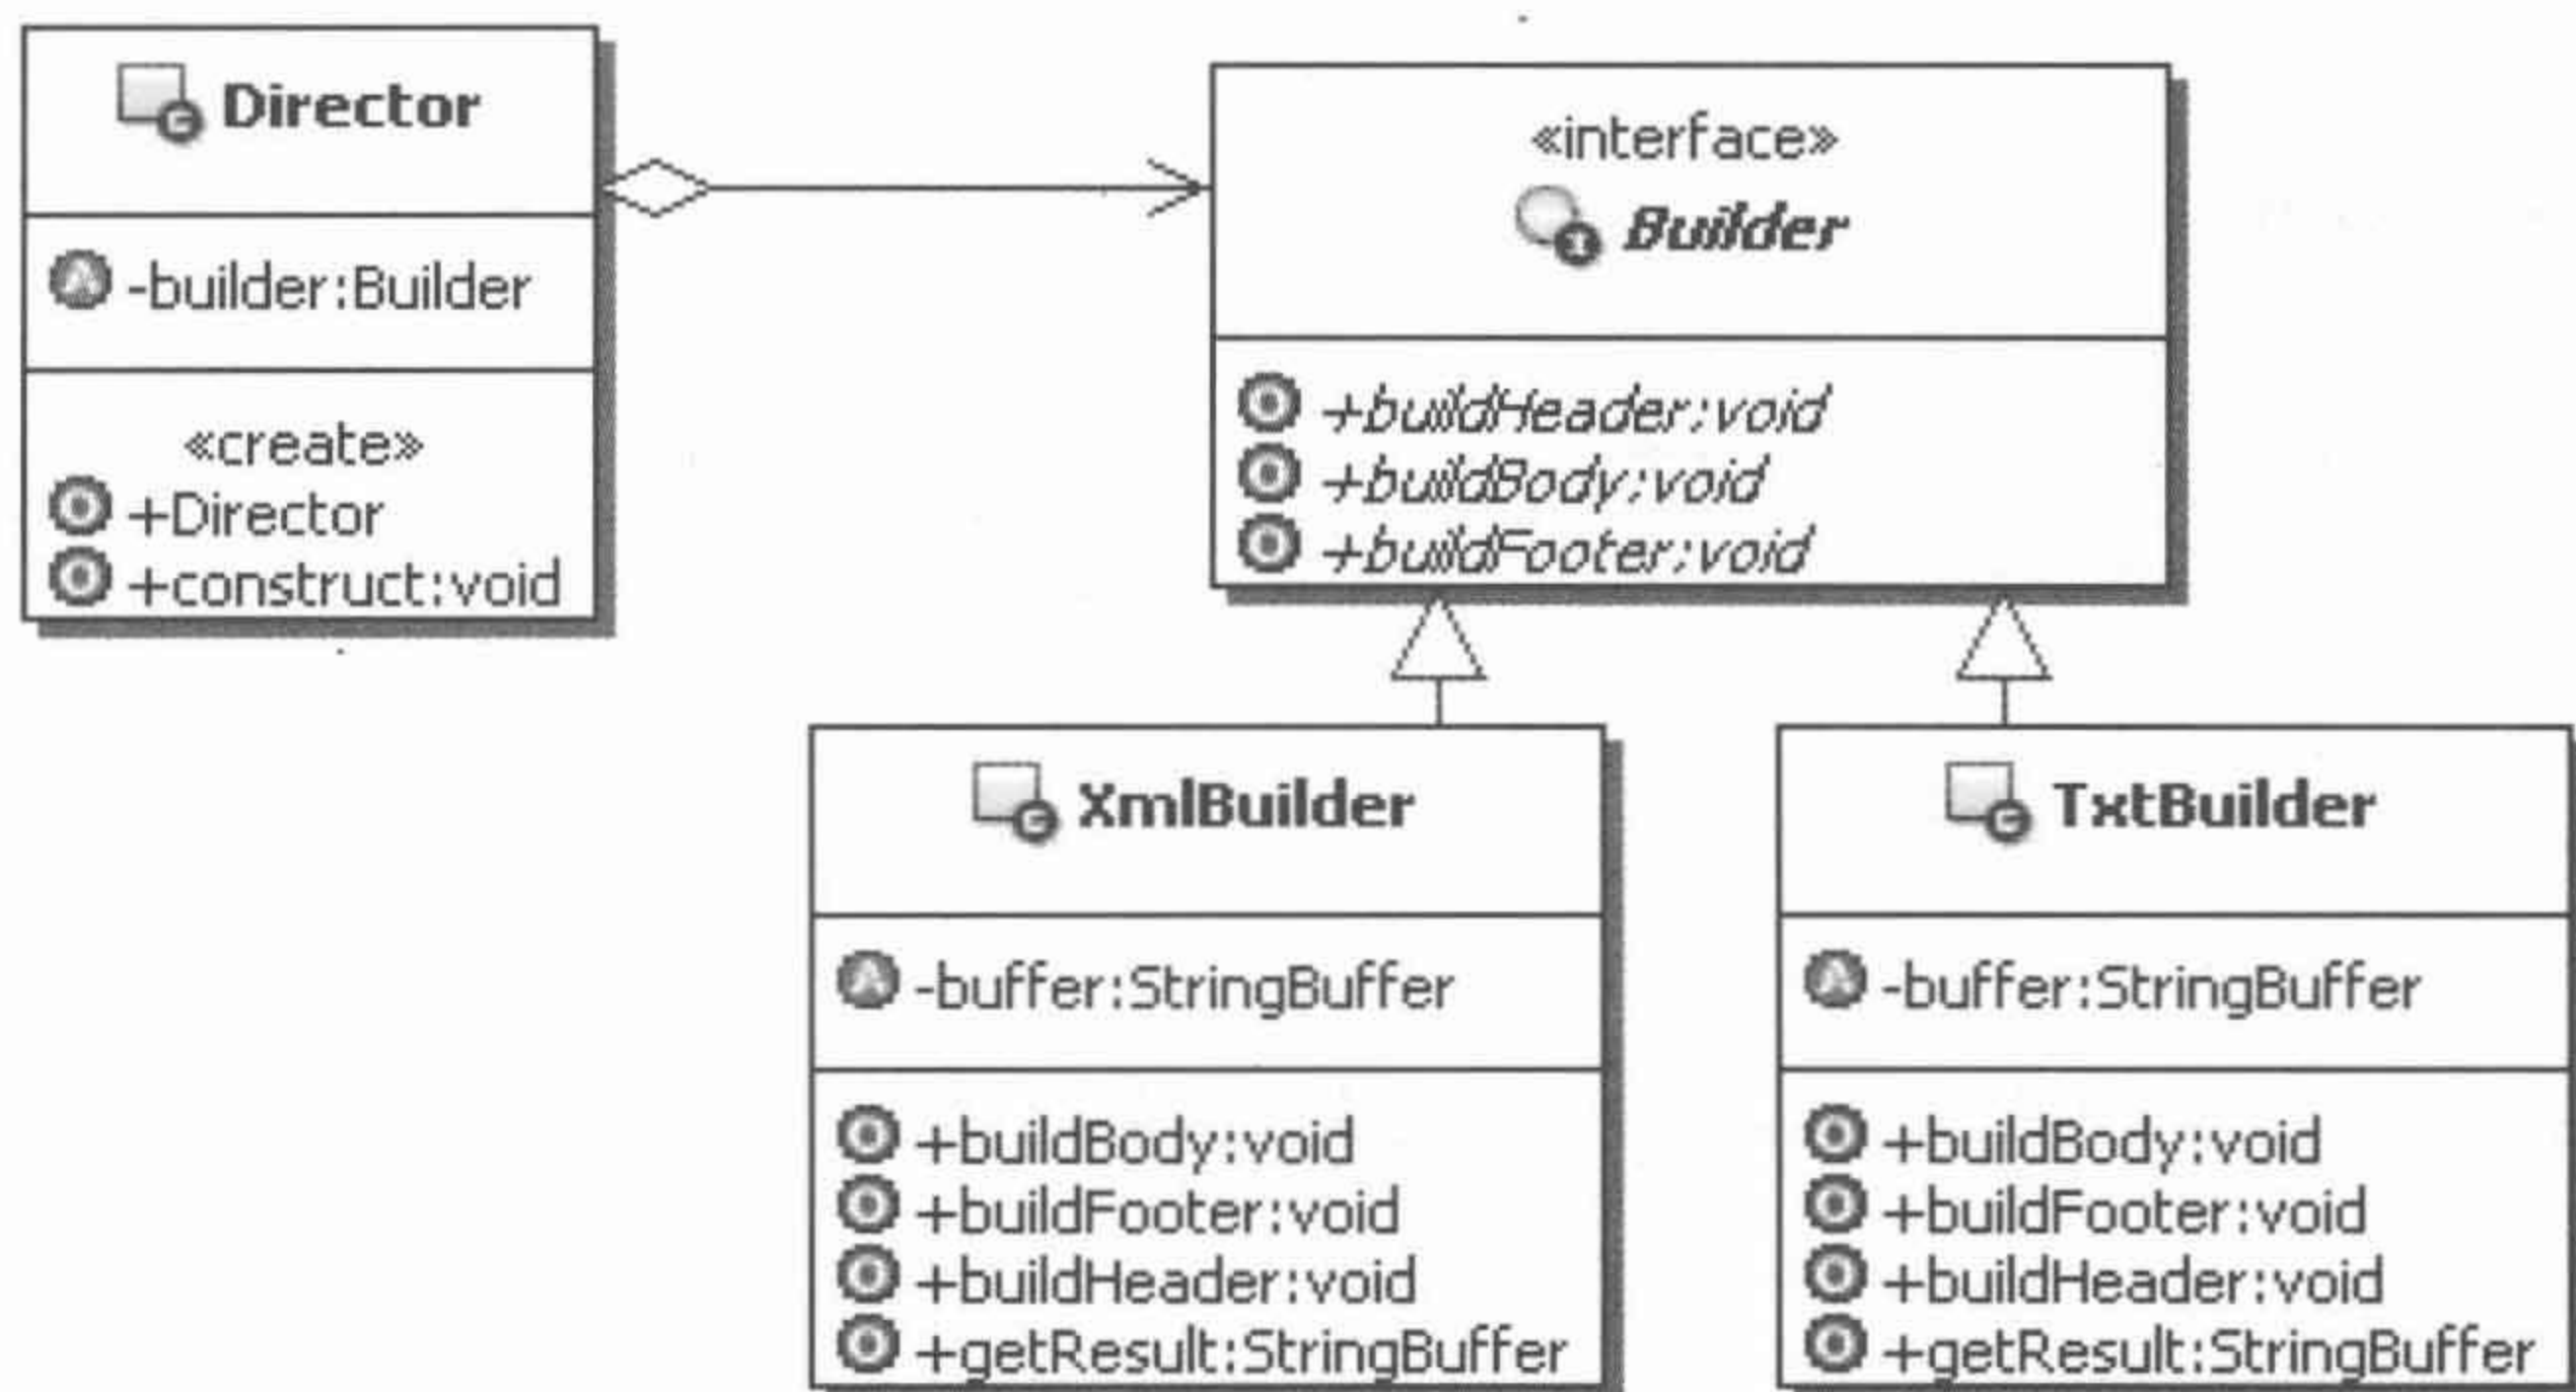 Director
-builder:Builder
«create»
+Director
+construct:void
«interface»
Builder
+buildHeader:void
+buildBody:void
+buildFooter:void
XmlBuilder
-buffer:StringBuffer
+buildBody:void
+buildFooter:void
+buildHeader:void
+getResult:StringBuffer
TxtBuilder
-buffer:StringBuffer
+buildBody:void
+buildFooter:void
+buildHeader:void
+getResult:StringBuffer